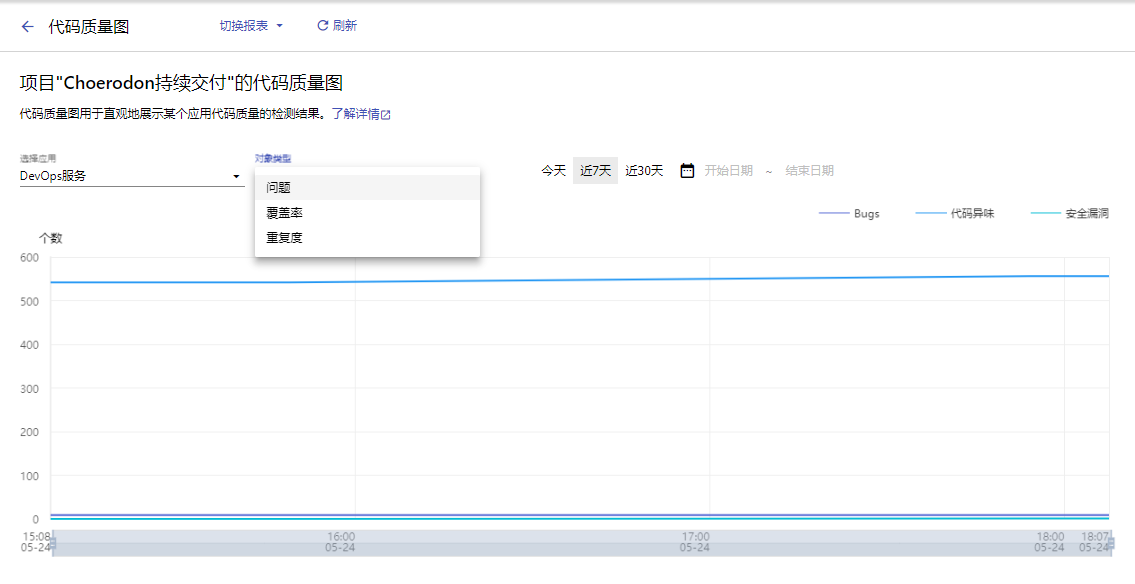 代码质量图
切换报表
刷新
项目"Choerodon持续交付"的代码质量图
代码质量图用于直观地展示某个应用代码质量的检测结果。了解详情
选择应用
DevOps服务
对象类型
问题
覆盖率
重复度
今天 近7天 近30天 开始日期 ~ 结束日期
Bugs 代码异味 安全漏洞
个数
600
500
400
300
200
100
0
15:08 16:00 17:00 18:00 18:07
05-24 05-24 05-24 05-24 05-24